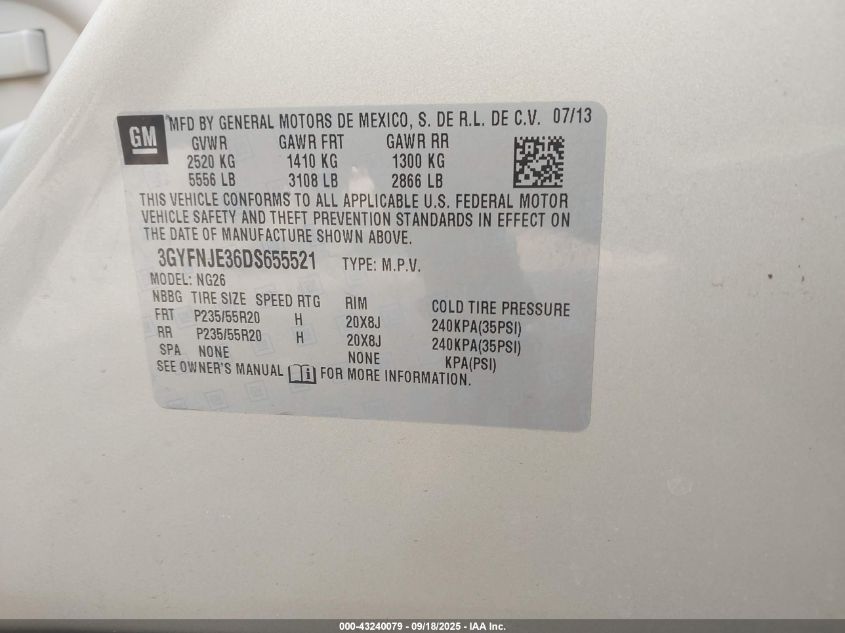 GM
MFD BY GENERAL MOTORS DE MEXICO, S. DE R.L. DE C.V. 07/13
GVWR GAWR FRT GAWR RR
2520 KG 1410 KG 1300 KG
5556 LB 3108 LB 2866 LB
THIS VEHICLE CONFORMS TO ALL APPLICABLE U.S. FEDERAL MOTOR
VEHICLE SAFETY AND THEFT PREVENTION STANDARDS IN EFFECT ON
THE DATE OF MANUFACTURE SHOWN ABOVE.
3GYFNJE36DS655521 TYPE: M.P.V.
MODEL: NG26
NBBG TIRE SIZE SPEED RTG RIM COLD TIRE PRESSURE
FRT P235/55R20 H 20X8J 240KPA(35PSI)
RR P235/55R20 H 20X8J 240KPA(35PSI)
SPA NONE NONE KPA(PSI)
SEE OWNER'S MANUAL FOR MORE INFORMATION.
000-43240079 - 09/18/2025 - IAA Inc.